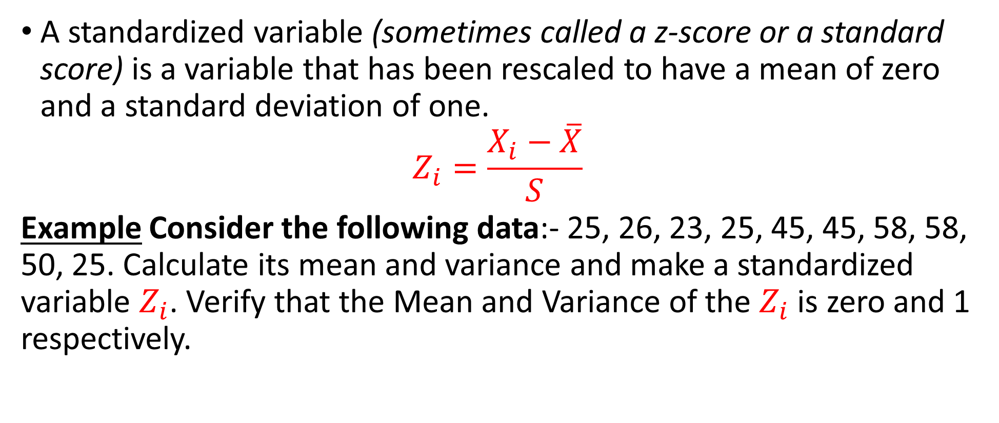 • A standardized variable (sometimes called a z-score or a standard
score) is a variable that has been rescaled to have a mean of zero
and a standard deviation of one.
Z_i = \frac{X_i - \bar{X}}{S}
Example Consider the following data:- 25, 26, 23, 25, 45, 45, 58, 58,
50, 25. Calculate its mean and variance and make a standardized
variable Z_i. Verify that the Mean and Variance of the Z_i is zero and 1
respectively.